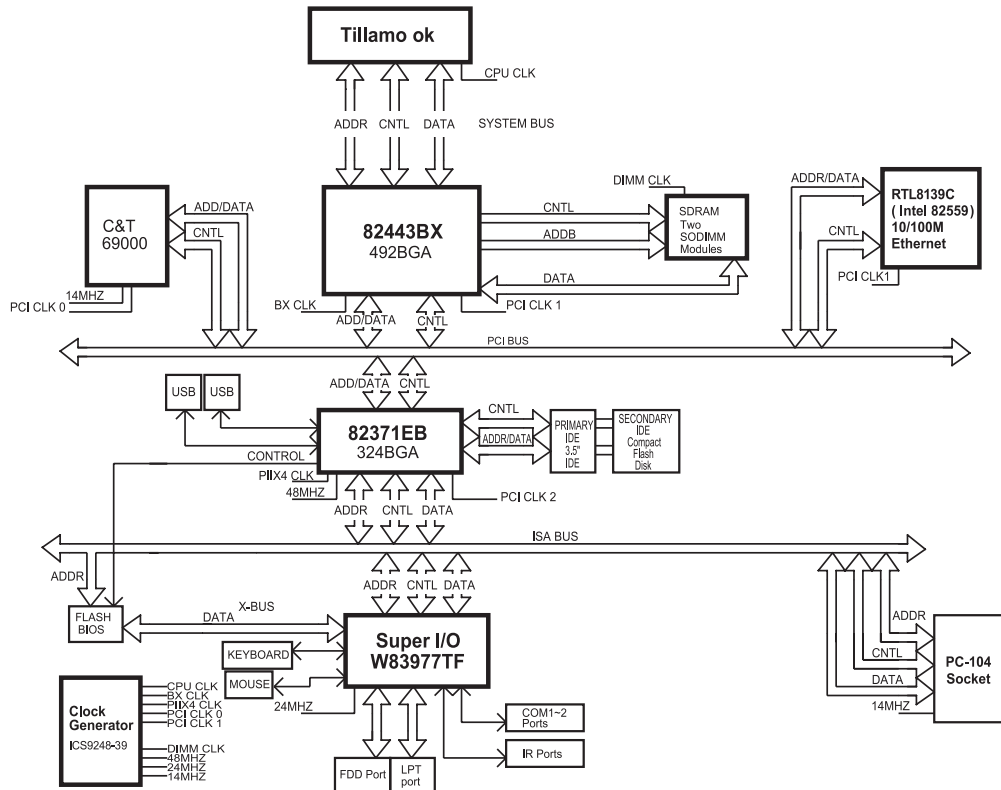 Tillamo ok
CPU CLK
ADDR
CNTL
DATA
SYSTEM BUS
C&T
69000
ADD/DATA
CNTL
14MHZ
PCI CLK 0
82443BX
492BGA
CNTL
ADDB
DATA
DIMM CLK
SDRAM
Two
SODIMM
Modules
BX CLK
ADD/DATA
CNTL
PCI CLK 1
ADDR/DATA
CNTL
PCI CLK1
RTL8139C
( Intel 82559)
10/100M
Ethernet
PCI BUS
USB
USB
ADD/DATA
CNTL
82371EB
324BGA
CONTROL
PIIX4 CLK
48MHZ
CNTL
ADDR/DATA
PRIMARY
IDE
3.5"
IDE
SECONDARY
IDE
Compact
Flash
Disk
PCI CLK 2
ADDR
CNTL
DATA
ISA BUS
ADDR
FLASH
BIOS
X-BUS
DATA
ADDR
CNTL
DATA
Super I/O
W83977TF
KEYBOARD
MOUSE
24MHZ
FDD Port
LPT
port
COM1~2
Ports
IR Ports
ADDR
CNTL
DATA
14MHZ
PC-104
Socket
Clock
Generator
ICS9248-39
CPU CLK
BX CLK
PIIX4 CLK
PCI CLK 0
PCI CLK 1
DIMM CLK
48MHZ
24MHZ
14MHZ